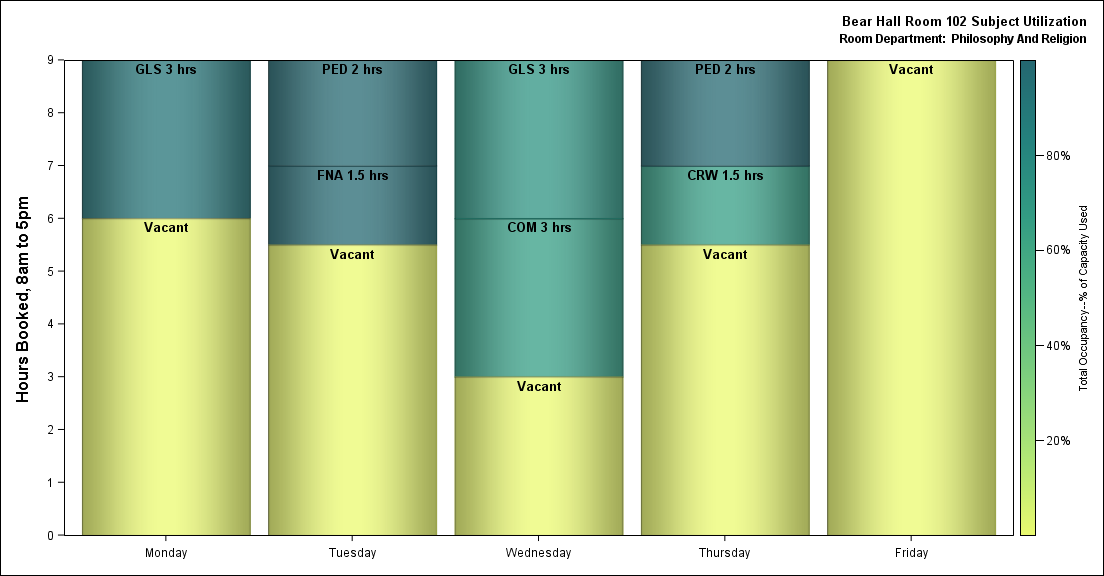 Bear Hall Room 102 Subject Utilization
Room Department: Philosophy And Religion
Hours Booked, 8am to 5pm
9
8
7
6
5
4
3
2
1
0
GLS 3 hrs
Vacant
PED 2 hrs
FNA 1.5 hrs
Vacant
GLS 3 hrs
COM 3 hrs
Vacant
PED 2 hrs
CRW 1.5 hrs
Vacant
Vacant
Monday
Tuesday
Wednesday
Thursday
Friday
80%
60%
40%
20%
Total Occupancy--% of Capacity Used